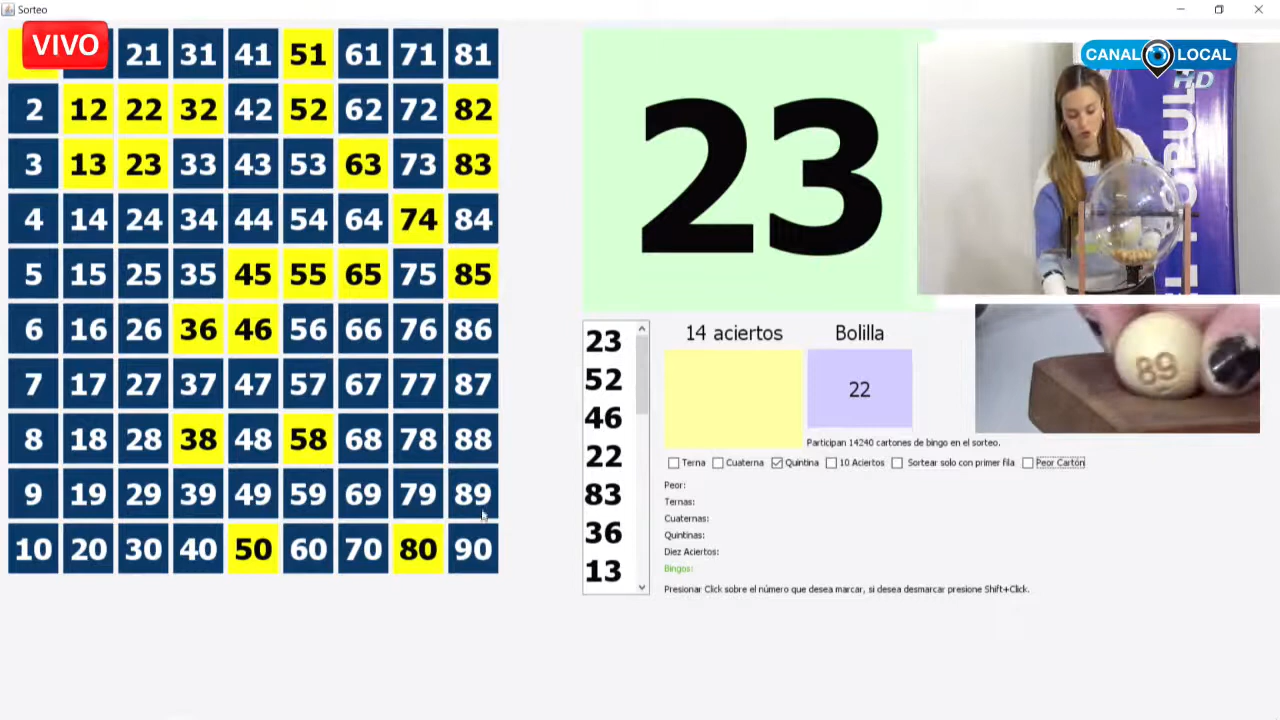 Sorteo
VIVO
CANAL LOCAL
HD
21 31 41 51 61 71 81
2 12 22 32 42 52 62 72 82
3 13 23 33 43 53 63 73 83
4 14 24 34 44 54 64 74 84
5 15 25 35 45 55 65 75 85
6 16 26 36 46 56 66 76 86
7 17 27 37 47 57 67 77 87
8 18 28 38 48 58 68 78 88
9 19 29 39 49 59 69 79 89
10 20 30 40 50 60 70 80 90
23
23
52
46
22
83
36
13
14 aciertos
Bolilla
22
89
Participan 14240 cartones de bingo en el sorteo.
Terna Cuaterna Quintina 10 Aciertos Sortear solo con primer fila Peor Cartón
Peor:
Ternas:
Cuaternas:
Quintinas:
Diez Aciertos:
Bingos:
Presionar Click sobre el número que desea marcar, si desea desmarcar presione Shift+Click.